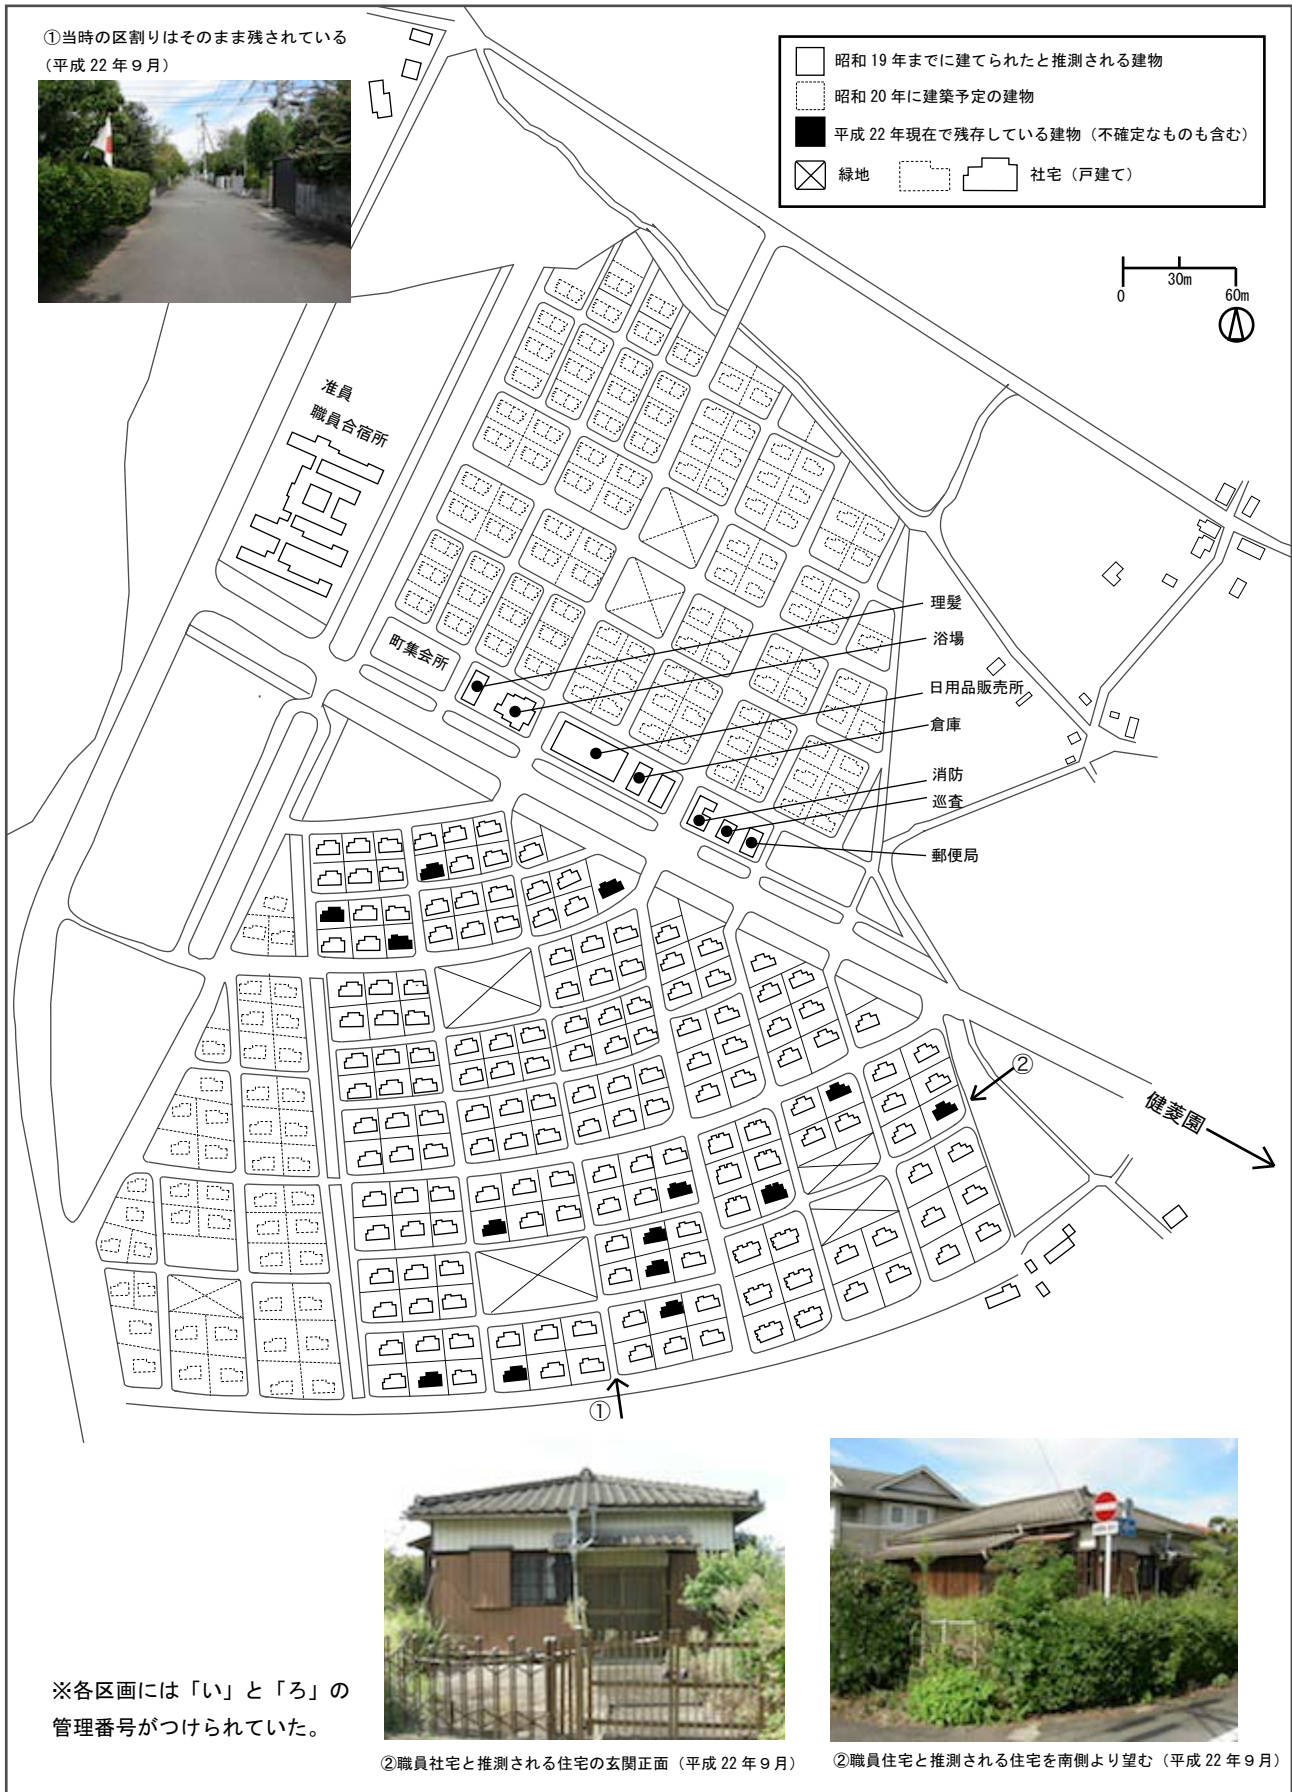 ①当時の区割りはそのまま残されている
(平成22年9月)
昭和19年までに建てられたと推測される建物
昭和20年に建築予定の建物
平成22年現在で残存している建物(不確定なものも含む)
緑地
社宅(戸建て)
0
30m
60m
准員
職員合宿所
町集会所
理髪
浴場
日用品販売所
倉庫
消防
巡査
郵便局
②
健菱園
①
※各区画には「い」と「ろ」の
管理番号がつけられていた。
②職員社宅と推測される住宅の玄関正面(平成22年9月)
②職員住宅と推測される住宅を南側より望む(平成22年9月)